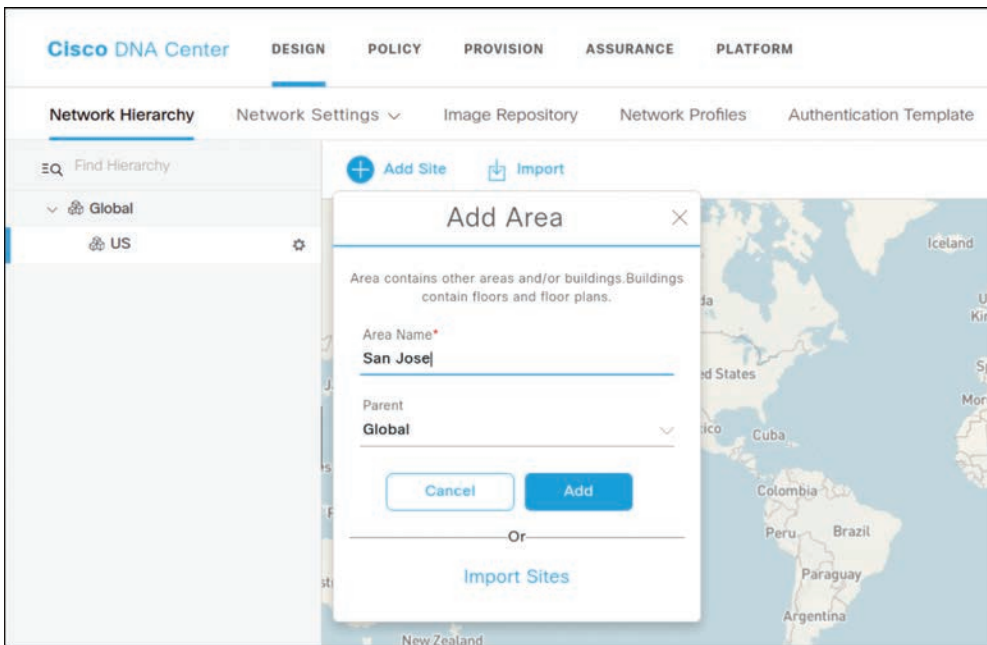 Cisco DNA Center DESIGN POLICY PROVISION ASSURANCE PLATFORM
Network Hierarchy Network Settings Image Repository Network Profiles Authentication Template
Find Hierarchy
Add Site Import
Global
US
Add Area
Area contains other areas and/or buildings.Buildings
contain floors and floor plans.
Area Name*
San Jose
Parent
Global
Cancel Add
Or
Import Sites
Iceland
ed States
Cuba
Colombia
Peru Brazil
Paraguay
Argentina
New Zealand